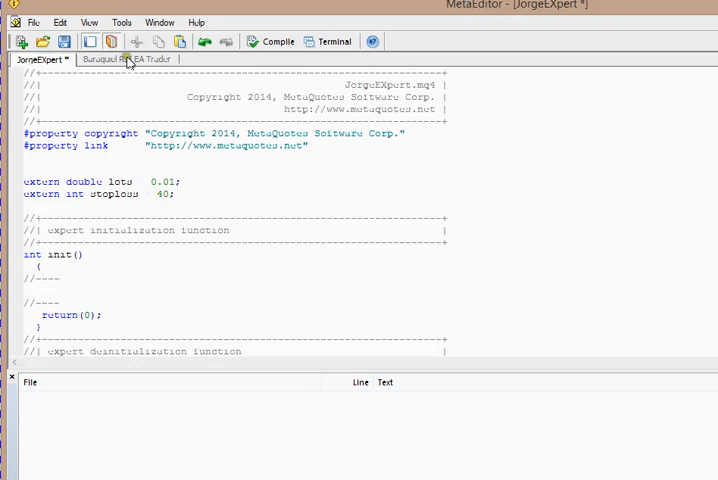 MetaEditor - [JorgeEXpert *]
File Edit View Tools Window Help
Compile Terminal
JorgeEXpert * Baraquiel EA Trader
//+------------------------------------------------------------------+
//| JorgeEXpert.mq4 |
//| Copyright 2014, MetaQuotes Software Corp. |
//| http://www.metaquotes.net |
//+------------------------------------------------------------------+
#property copyright "Copyright 2014, MetaQuotes Software Corp."
#property link "http://www.metaquotes.net"
extern double lots = 0.01;
extern int stoploss = 40;
//+------------------------------------------------------------------+
//| expert initialization function |
//+------------------------------------------------------------------+
int init()
{
//----
//----
return(0);
}
//+------------------------------------------------------------------+
//| expert deinitialization function |
File Line Text